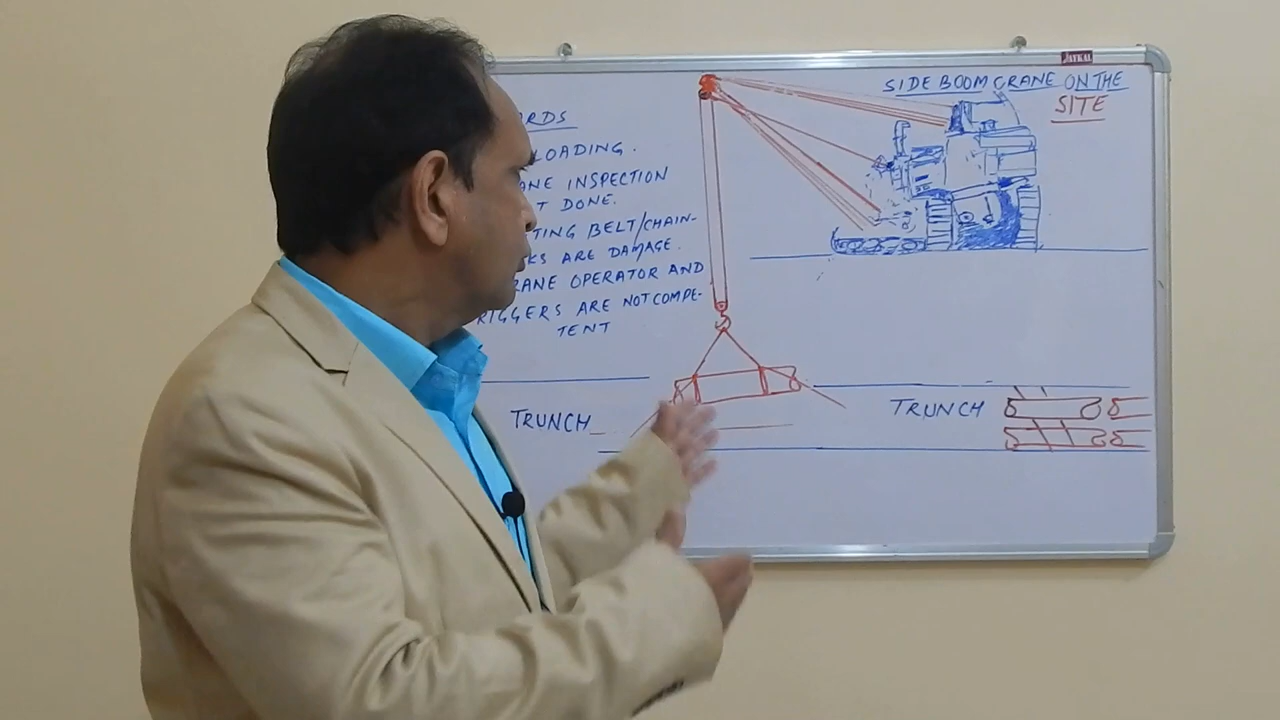 SIDE BOOM CRANE ON THE
SITE
RDS
LOADING.
ANE INSPECTION
T DONE.
TING BELT/CHAIN-
KS ARE DAMAGE.
RANE OPERATOR AND
RIGGERS ARE NOT COMPE-
TENT
TRUNCH
TRUNCH